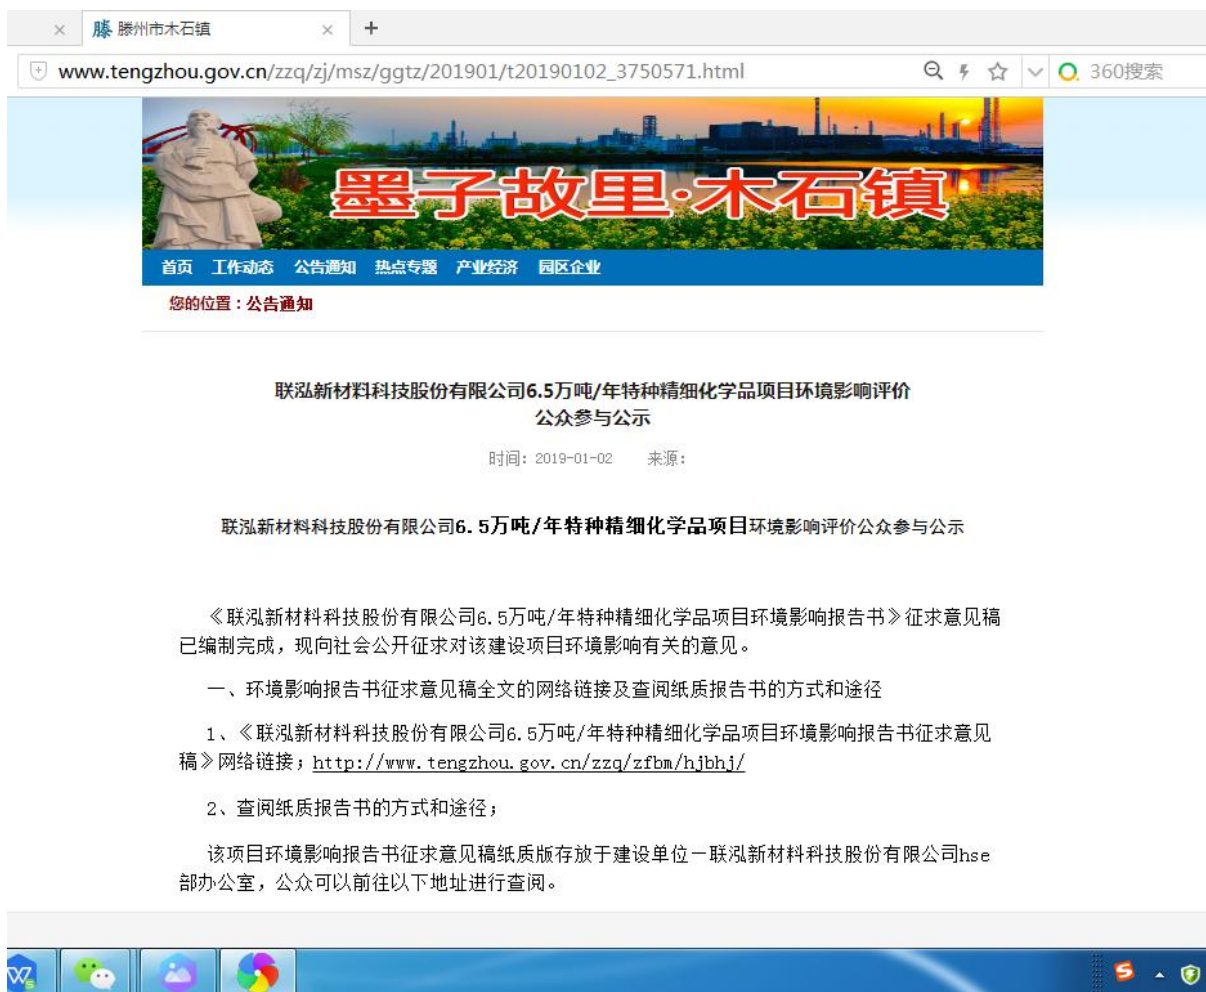 滕 滕州市木石镇
www.tengzhou.gov.cn/zzq/zj/msz/ggtz/201901/t20190102_3750571.html
360搜索
墨子故里·木石镇
首页 工作动态 公告通知 热点专题 产业经济 园区企业
您的位置：公告通知
联泓新材料科技股份有限公司6.5万吨/年特种精细化学品项目环境影响评价
公众参与公示
时间: 2019-01-02 来源:
联泓新材料科技股份有限公司6.5万吨/年特种精细化学品项目环境影响评价公众参与公示
《联泓新材料科技股份有限公司6.5万吨/年特种精细化学品项目环境影响报告书》征求意见稿
已编制完成，现向社会公开征求对该建设项目环境影响有关的意见。
一、环境影响报告书征求意见稿全文的网络链接及查阅纸质报告书的方式和途径
1、《联泓新材料科技股份有限公司6.5万吨/年特种精细化学品项目环境影响报告书征求意见
稿》网络链接；http://www.tengzhou.gov.cn/zzq/zfbm/hjbhj/
2、查阅纸质报告书的方式和途径；
该项目环境影响报告书征求意见稿纸质版存放于建设单位—联泓新材料科技股份有限公司hse
部办公室，公众可以前往以下地址进行查阅。